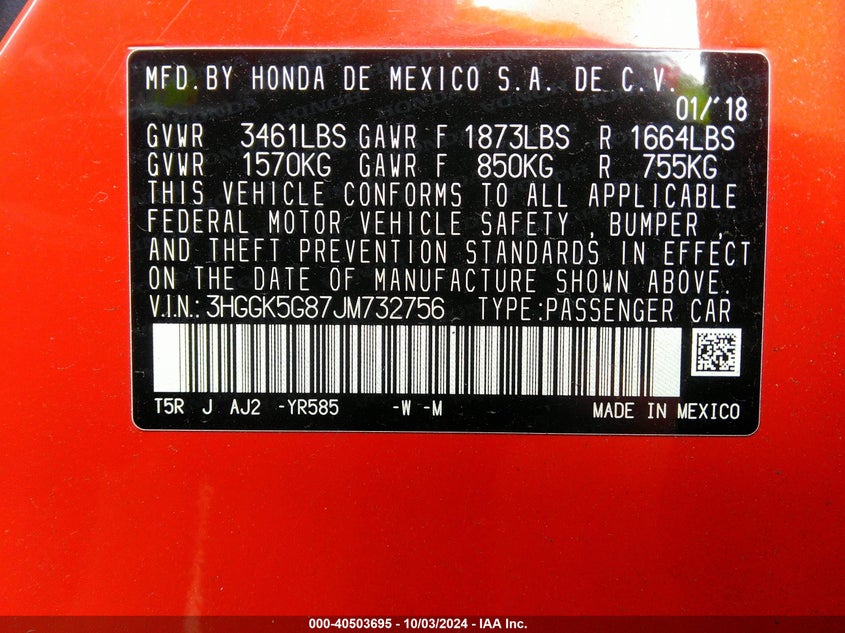 MFD. BY HONDA DE MEXICO S.A. DE C.V.
01/'18
GVWR 3461LBS GAWR F 1873LBS R 1664LBS
GVWR 1570KG GAWR F 850KG R 755KG
THIS VEHICLE CONFORMS TO ALL APPLICABLE
FEDERAL MOTOR VEHICLE SAFETY , BUMPER ,
AND THEFT PREVENTION STANDARDS IN EFFECT
ON THE DATE OF MANUFACTURE SHOWN ABOVE.
V.I.N.: 3HGGK5G87JM732756 TYPE:PASSENGER CAR
T5R J AJ2 -YR585 -W -M MADE IN MEXICO
000-40503695 - 10/03/2024 - IAA Inc.